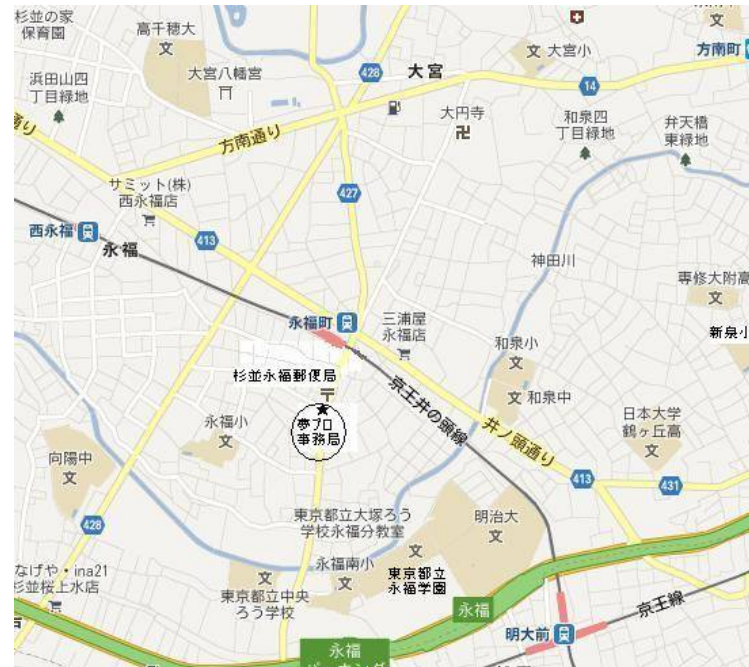 杉並の家
保育園
高千穂大
428
大宮
大宮小
方南町
大宮八幡宮
浜田山四
丁目緑地
14
大円寺
和泉四
丁目緑地
弁天橋
東緑地
方南通り
サミット(株)
西永福店
427
西永福
永福
413
神田川
専修大附高
永福町
三浦屋
永福店
和泉小
新泉小
杉並永福郵便局
京王井の頭線
和泉中
永福小
夢プロ
事務局
井ノ頭通り
日本大学
鶴ヶ丘高
向陽中
413
431
428
東京都立大塚ろう
学校永福分教室
明治大
なげや・ina21
杉並桜上水店
永福南小
東京都立
永福学園
東京都立中央
ろう学校
永福
京王線
明大前
永福